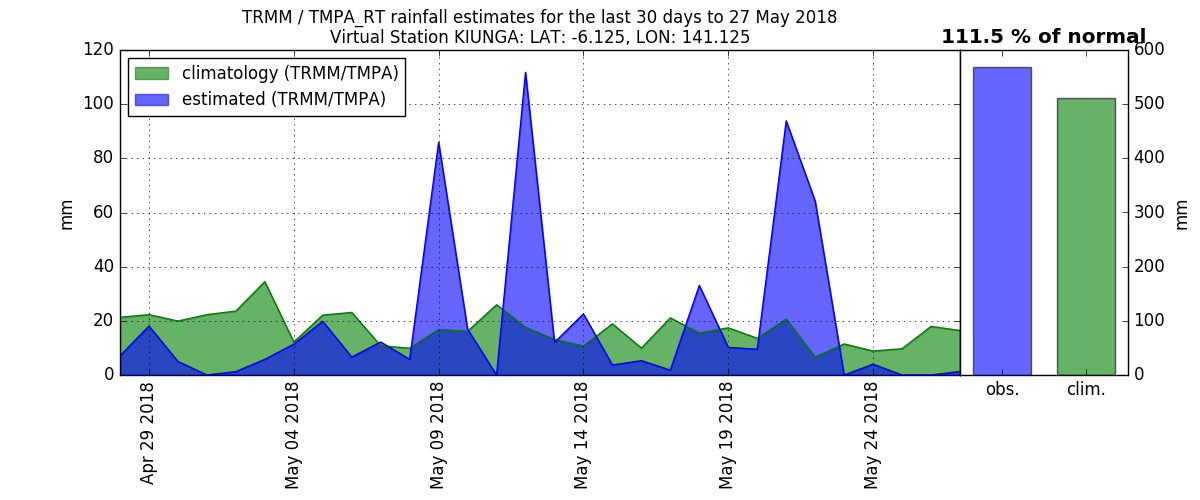 TRMM / TMPA_RT rainfall estimates for the last 30 days to 27 May 2018
Virtual Station KIUNGA: LAT: -6.125, LON: 141.125
111.5 % of normal
climatology (TRMM/TMPA)
estimated (TRMM/TMPA)
120
100
80
60
40
20
0
mm
Apr 29 2018
May 04 2018
May 09 2018
May 14 2018
May 19 2018
May 24 2018
600
500
400
300
200
100
0
mm
obs.
clim.